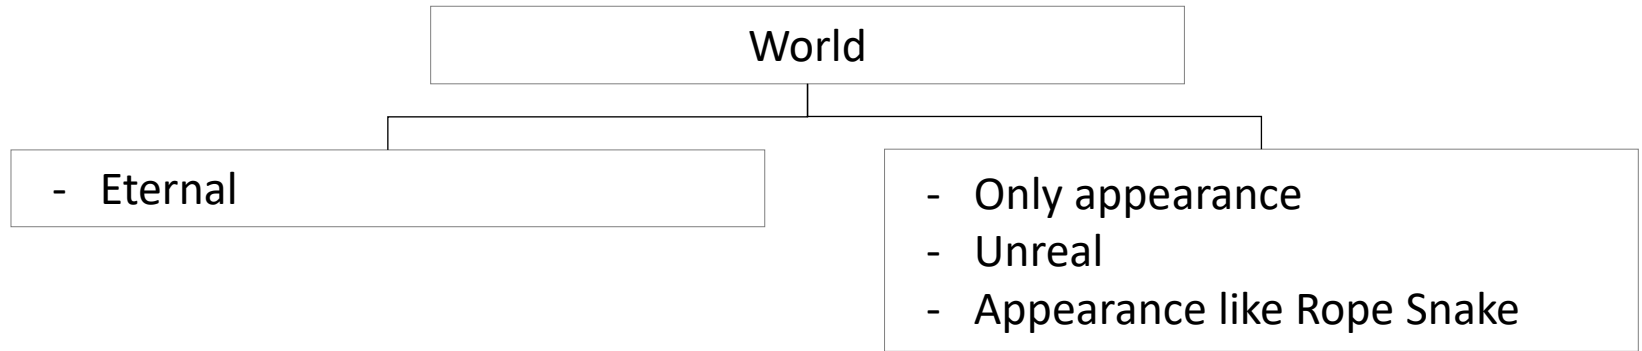 World
- Eternal
- Only appearance
- Unreal
- Appearance like Rope Snake